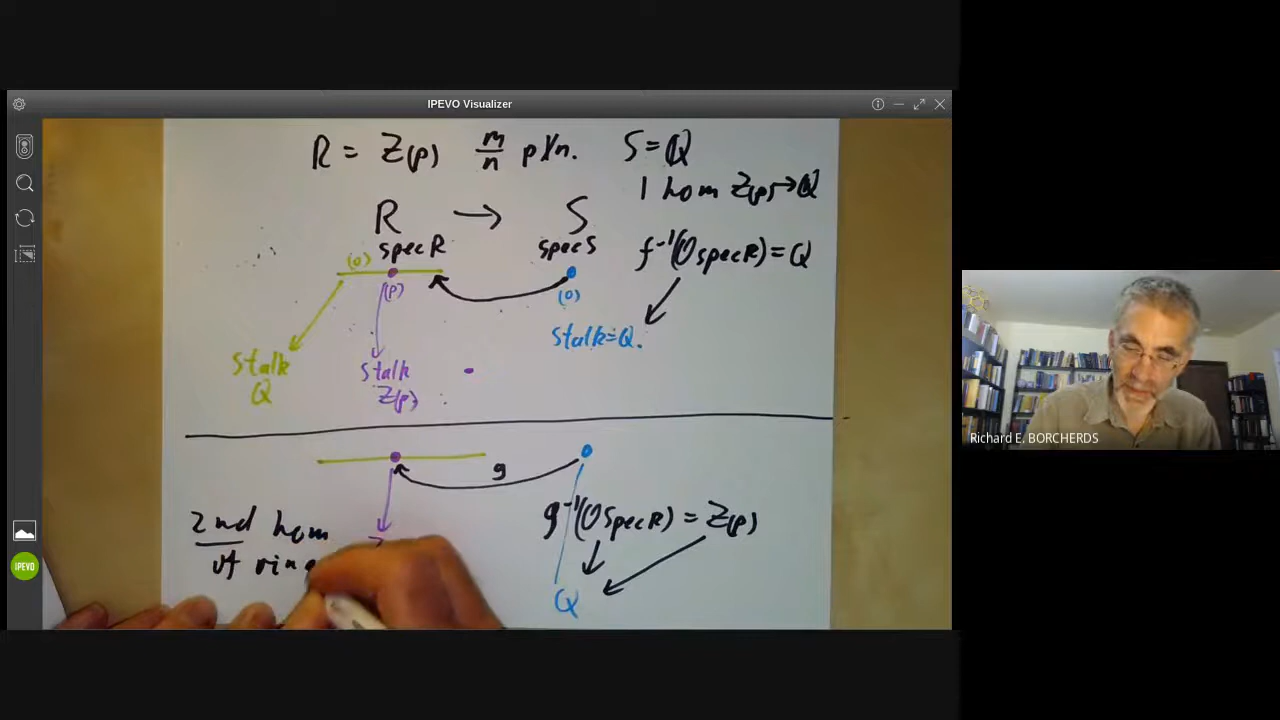 IPEVO Visualizer
R = Z(p) m/n p∤n. S=Q
1 hom Z(p)→Q
R → S
spec R spec S f⁻¹(O spec R) = Q
(0) (p) (0)
stalk=Q.
stalk Q
stalk Z(p)
g
2nd hom
of ring
g⁻¹(O spec R) = Z(p)
Q
IPEVO
Richard E. BORCHERDS